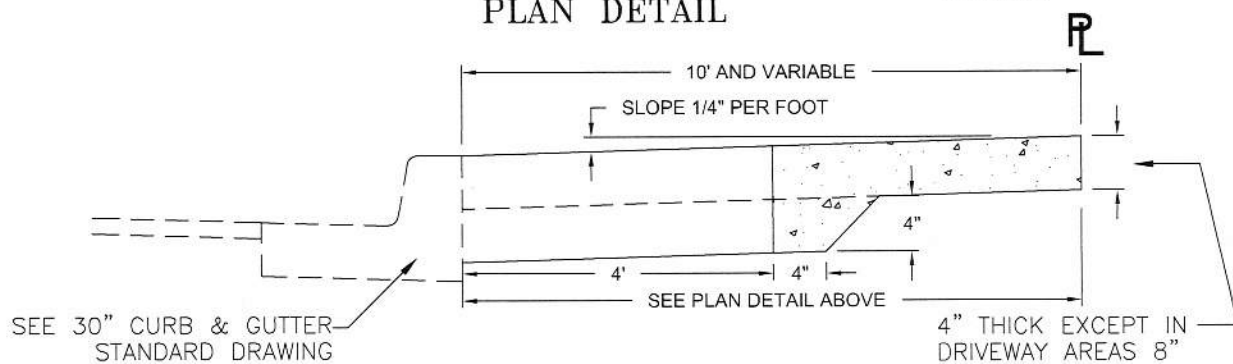 PLAN DETAIL
PL
10' AND VARIABLE
SLOPE 1/4" PER FOOT
4"
4'
4"
SEE PLAN DETAIL ABOVE
SEE 30" CURB & GUTTER
STANDARD DRAWING
4" THICK EXCEPT IN
DRIVEWAY AREAS 8"